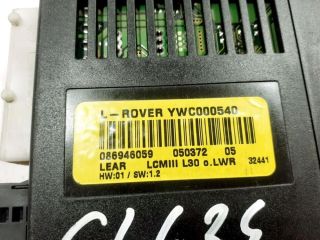 L-ROVER YWC000540
086946059 050372 05
LEAR LCMIII L30 o.LWR 32441
HW:01 / SW:1.2